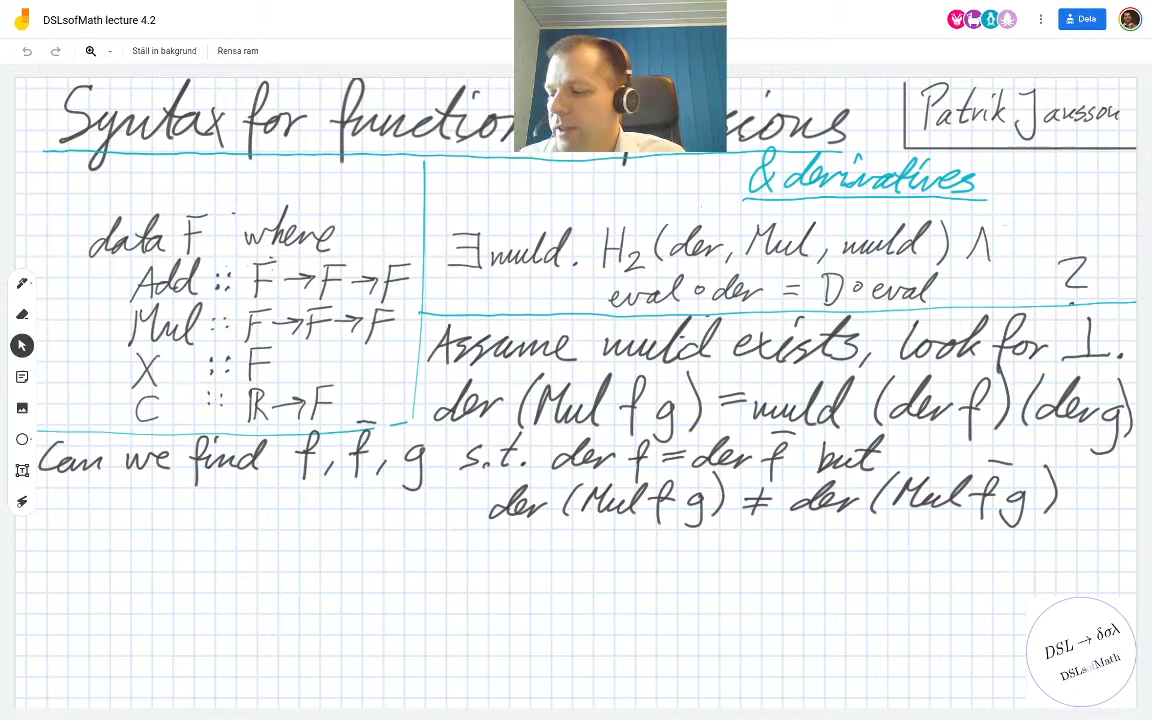 DSLsofMath lecture 4.2
Dela
Ställ in bakgrund
Rensa ram
Syntax for function
sions
Patrik Jansson
& derivatives
data F where
Add :: F → F → F
Mul :: F → F → F
X :: F
C :: ℝ → F
∃ muld. H₂(der, Mul, muld) ∧
eval ∘ der = D ∘ eval
?
Assume muld exists, look for ⊥.
der (Mul f g) = muld (der f) (der g)
Can we find f, f̄, g s.t. der f = der f̄ but
der (Mul f g) ≠ der (Mul f̄ g)
DSL → δσλ
DSLsofMath